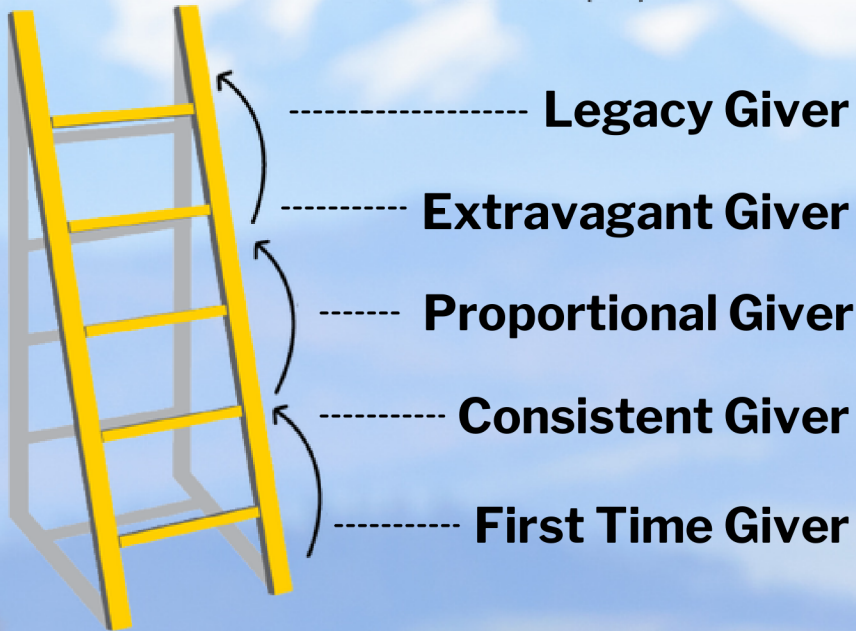 Legacy Giver
Extravagant Giver
Proportional Giver
Consistent Giver
First Time Giver